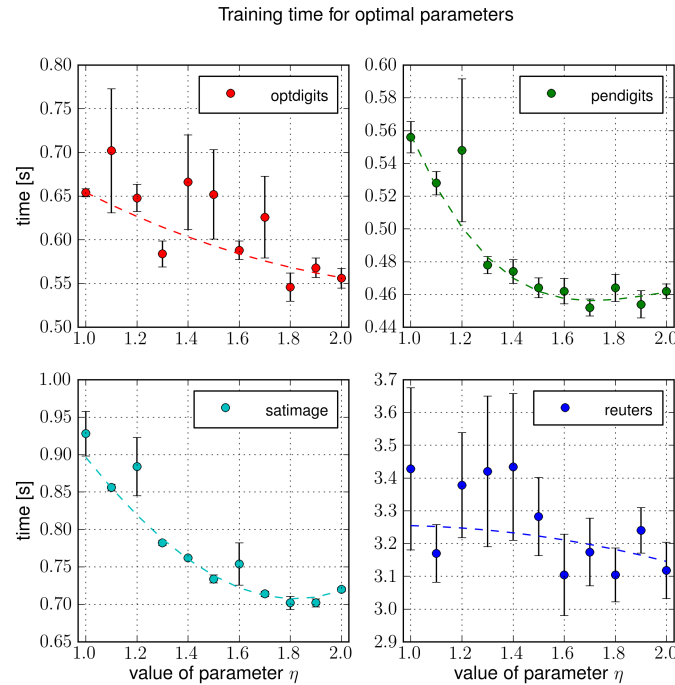 Training time for optimal parameters
0.80
0.75
0.70
0.65
0.60
0.55
0.50
time [s]
optdigits
1.0 1.2 1.4 1.6 1.8 2.0
0.60
0.58
0.56
0.54
0.52
0.50
0.48
0.46
0.44
pendigits
1.0 1.2 1.4 1.6 1.8 2.0
1.00
0.95
0.90
0.85
0.80
0.75
0.70
0.65
time [s]
satimage
1.0 1.2 1.4 1.6 1.8 2.0
value of parameter η
3.7
3.6
3.5
3.4
3.3
3.2
3.1
3.0
2.9
reuters
1.0 1.2 1.4 1.6 1.8 2.0
value of parameter η